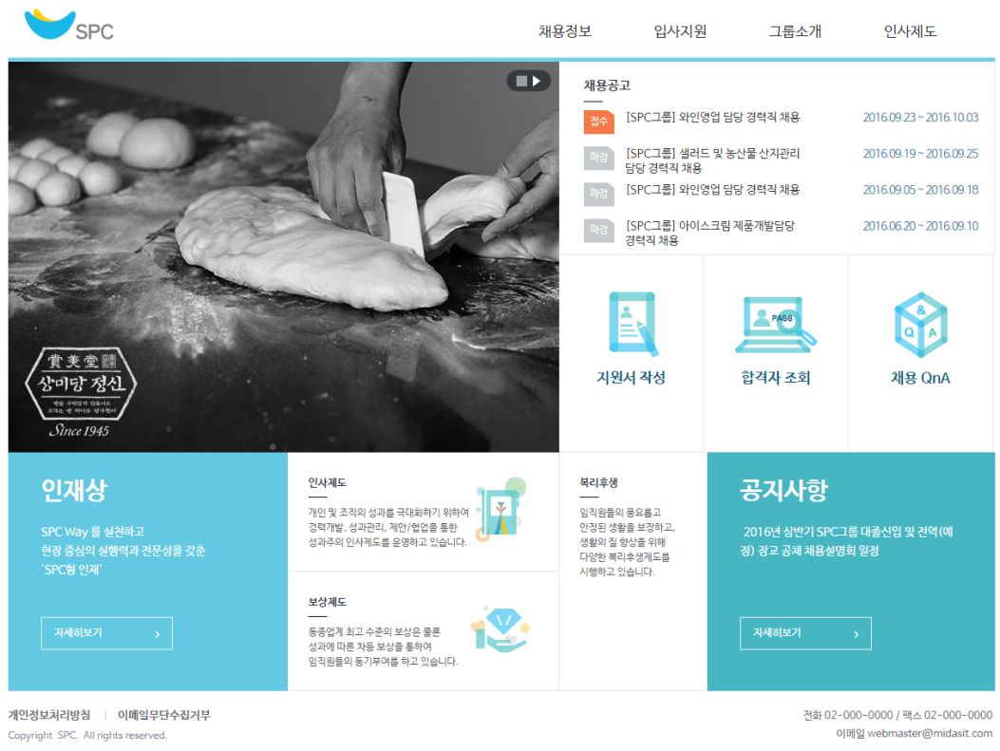 SPC
채용정보 입사지원 그룹소개 인사제도
채용공고
접수 [SPC그룹] 와인영업 담당 경력직 채용 2016.09.23 ~ 2016.10.03
마감 [SPC그룹] 샐러드 및 농산물 산지관리 2016.09.19 ~ 2016.09.25
담당 경력직 채용
마감 [SPC그룹] 와인영업 담당 경력직 채용 2016.09.05 ~ 2016.09.18
마감 [SPC그룹] 아이스크림 제품개발담당 2016.06.20 ~ 2016.09.10
경력직 채용
賞美堂
상미당 정신
Since 1945
PASS
&
Q A
지원서 작성 합격자 조회 채용 QnA
인재상
SPC Way 를 실천하고
현장 중심의 실행력과 전문성을 갖춘
'SPC형 인재'
자세히보기
인사제도
개인 및 조직의 성과를 극대화하기 위하여
경력개발, 성과관리, 제안/협업을 통한
성과주의 인사제도를 운영하고 있습니다.
보상제도
동종업계 최고 수준의 보상은 물론
성과에 따른 차등 보상을 통하여
임직원들의 동기부여를 하고 있습니다.
복리후생
임직원들의 풍요롭고
안정된 생활을 보장하고,
생활의 질 향상을 위해
다양한 복리후생제도를
시행하고 있습니다.
공지사항
2016년 상반기 SPC그룹 대졸신입 및 전역(예
정) 장교 공채 채용설명회 일정
자세히보기
개인정보처리방침 | 이메일무단수집거부
Copyright SPC. All rights reserved.
전화 02-000-0000 / 팩스 02-000-0000
이메일 webmaster@midasit.com